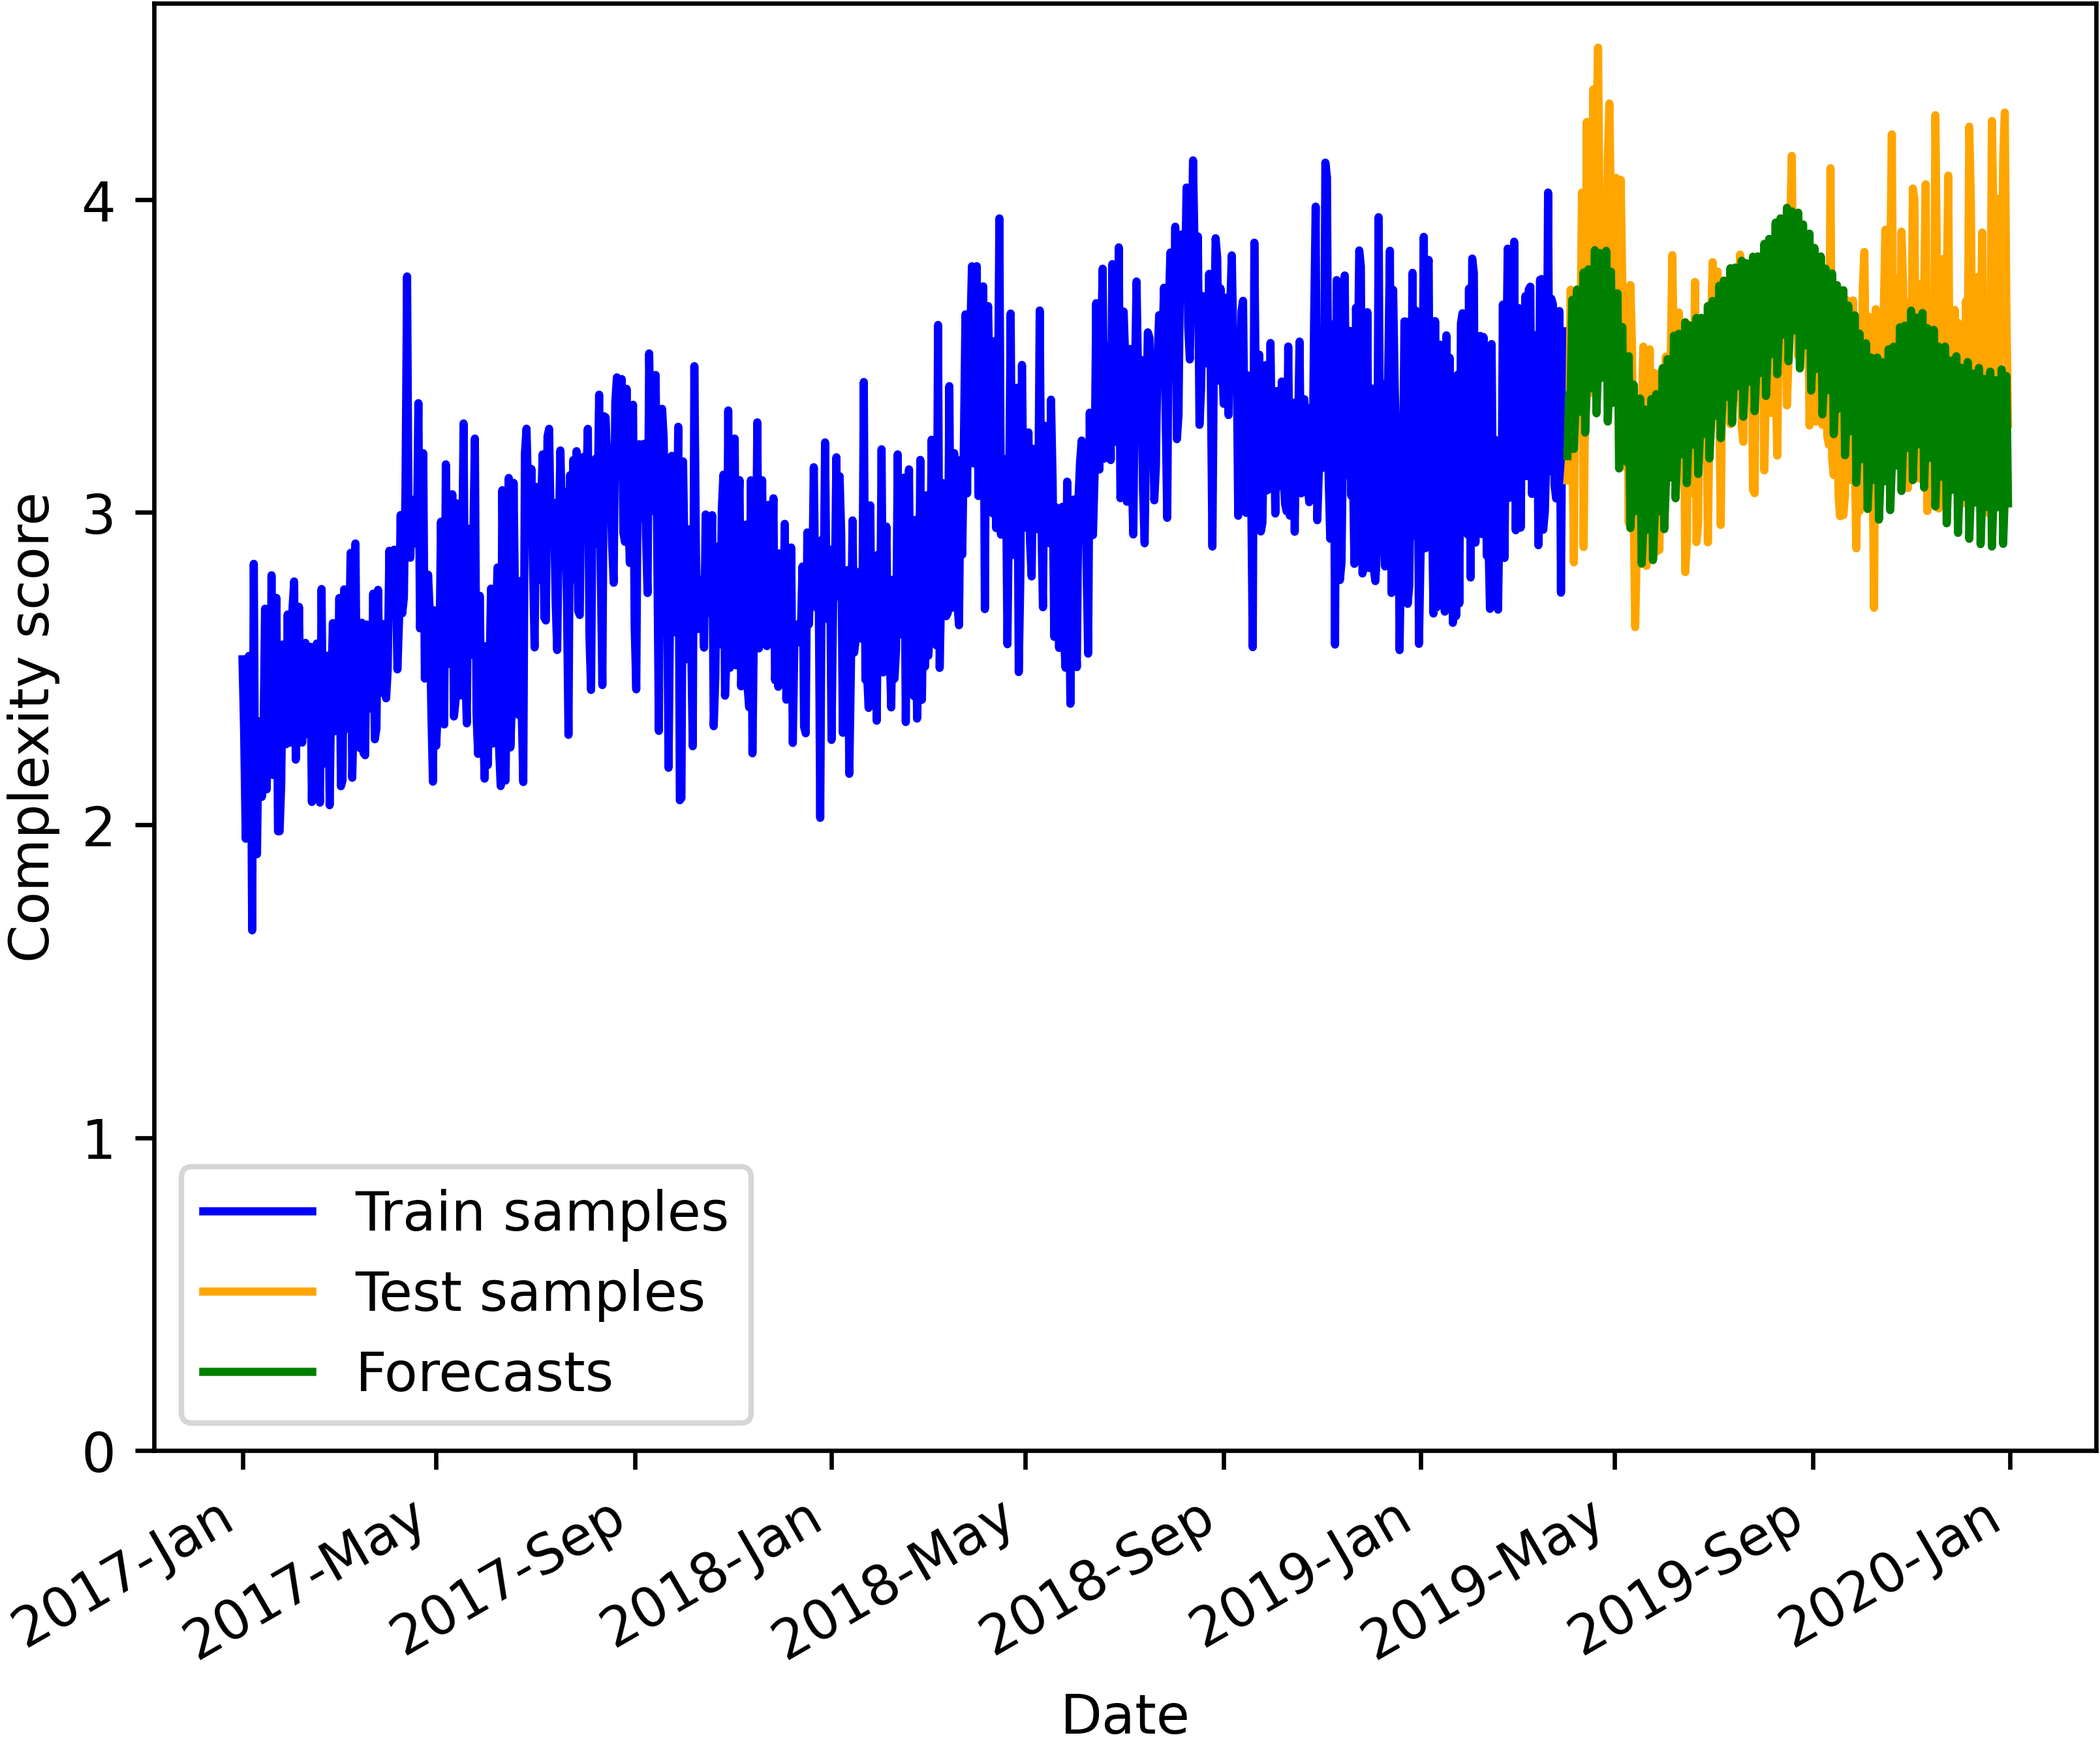 4
3
2
1
0
Complexity score
Train samples
Test samples
Forecasts
2017-Jan
2017-May
2017-Sep
2018-Jan
2018-May
2018-Sep
2019-Jan
2019-May
2019-Sep
2020-Jan
Date